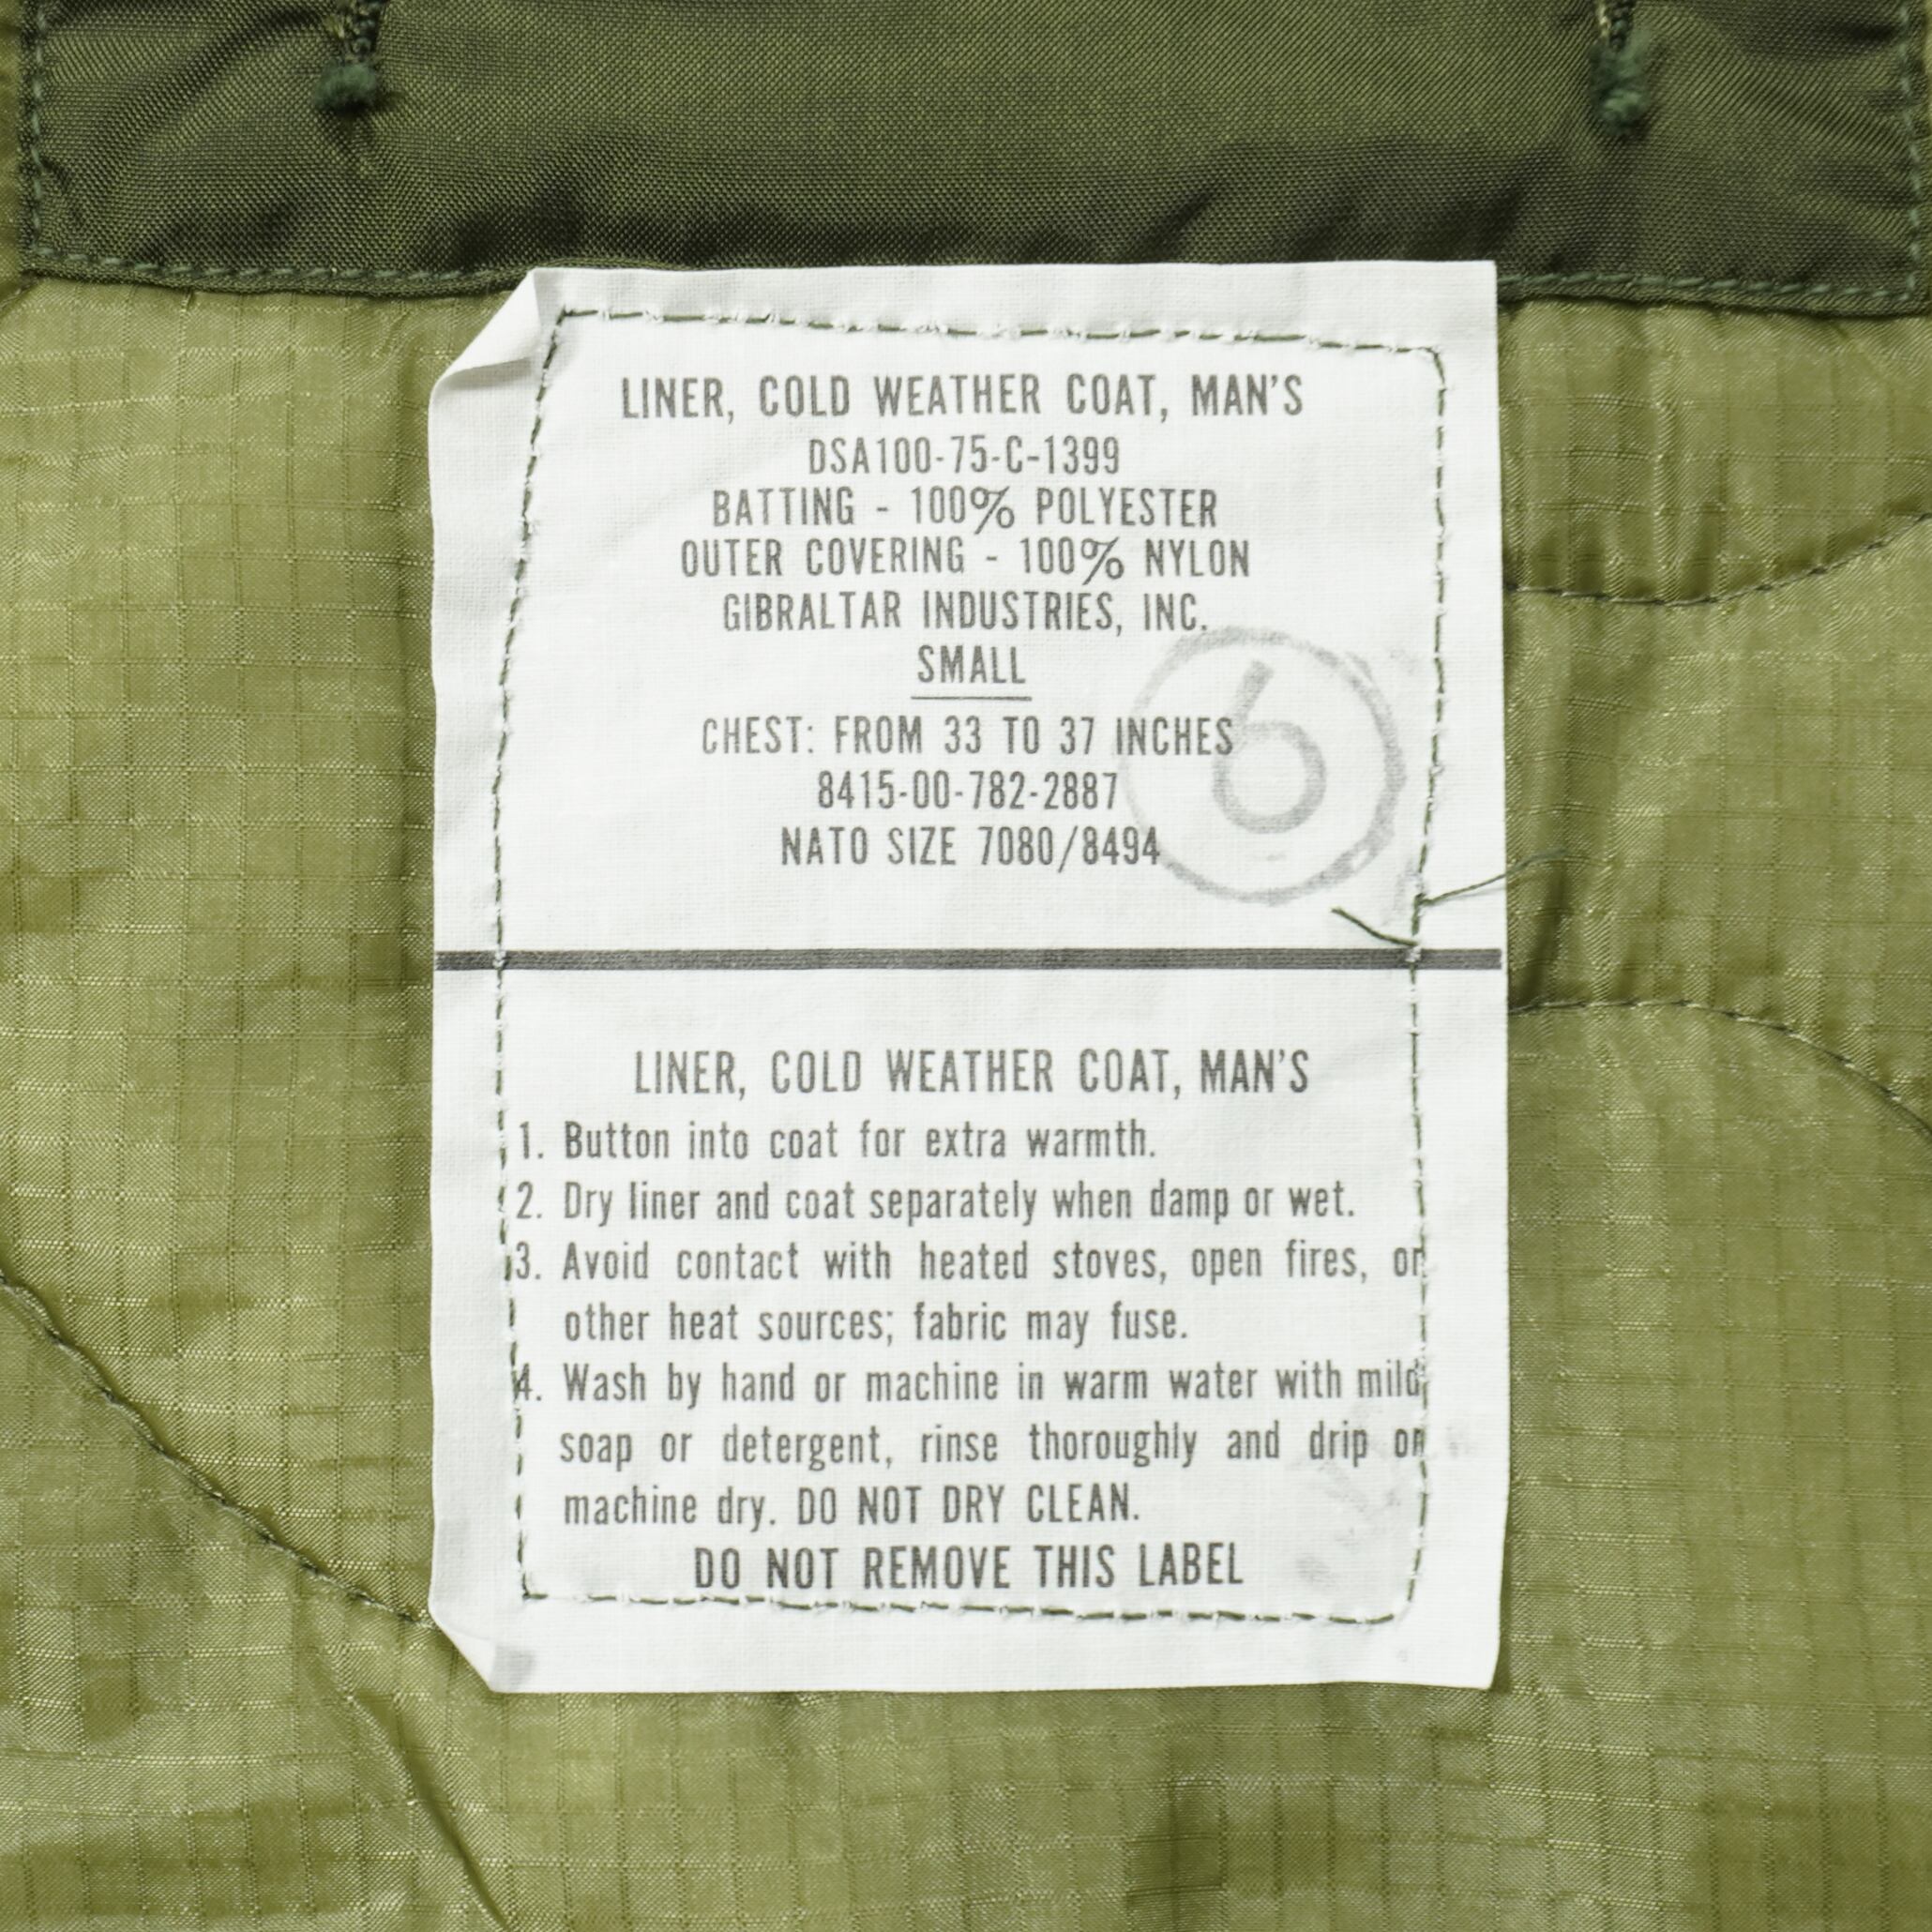 LINER, COLD WEATHER COAT, MAN'S
DSA100-75-C-1399
BATTING - 100% POLYESTER
OUTER COVERING - 100% NYLON
GIBRALTAR INDUSTRIES, INC.
SMALL
CHEST: FROM 33 TO 37 INCHES
6
8415-00-782-2887
NATO SIZE 7080/8494
LINER, COLD WEATHER COAT, MAN'S
1. Button into coat for extra warmth.
2. Dry liner and coat separately when damp or wet.
3. Avoid contact with heated stoves, open fires, or
other heat sources; fabric may fuse.
4. Wash by hand or machine in warm water with mild
soap or detergent, rinse thoroughly and drip or
machine dry. DO NOT DRY CLEAN.
DO NOT REMOVE THIS LABEL